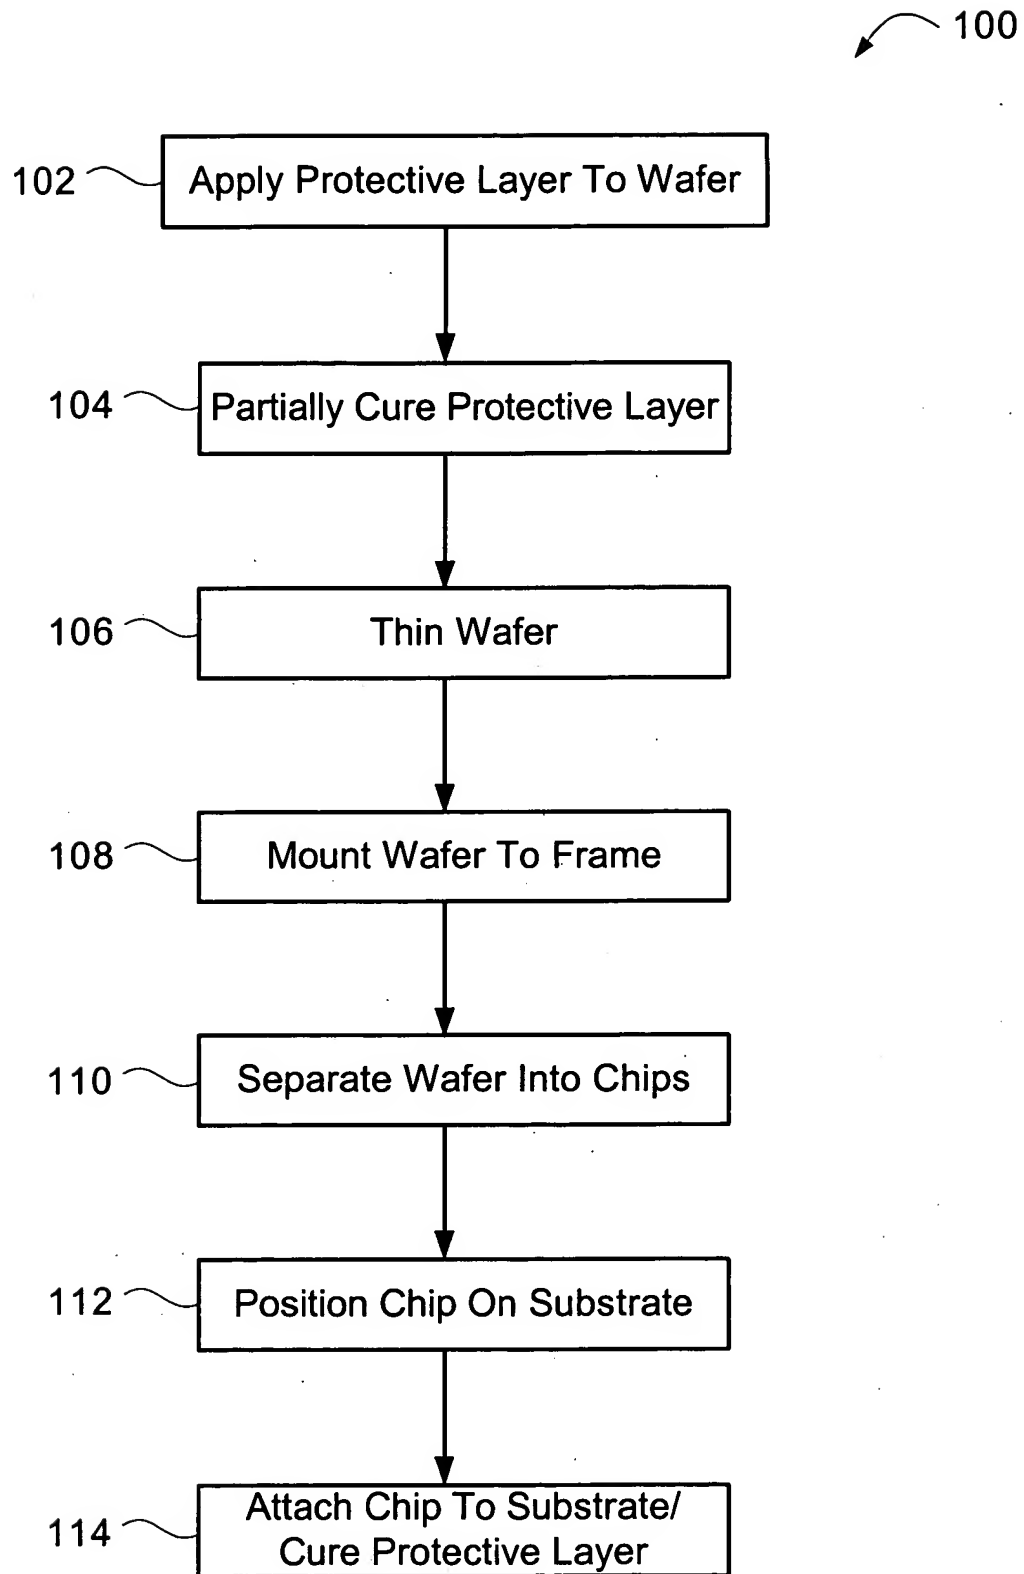 100
102 Apply Protective Layer To Wafer
104 Partially Cure Protective Layer
106 Thin Wafer
108 Mount Wafer To Frame
110 Separate Wafer Into Chips
112 Position Chip On Substrate
114 Attach Chip To Substrate/
Cure Protective Layer